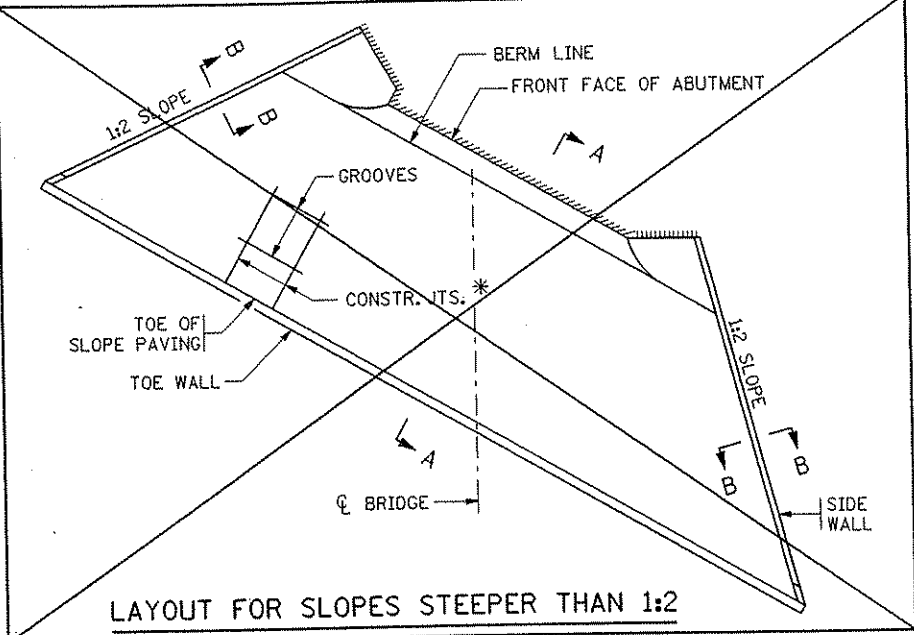 BERM LINE
FRONT FACE OF ABUTMENT
B
1:2 SLOPE
B
A
GROOVES
CONSTR. JTS. *
TOE OF
SLOPE PAVING
TOE WALL
1:2 SLOPE
A
B
B
℄ BRIDGE
SIDE
WALL
LAYOUT FOR SLOPES STEEPER THAN 1:2